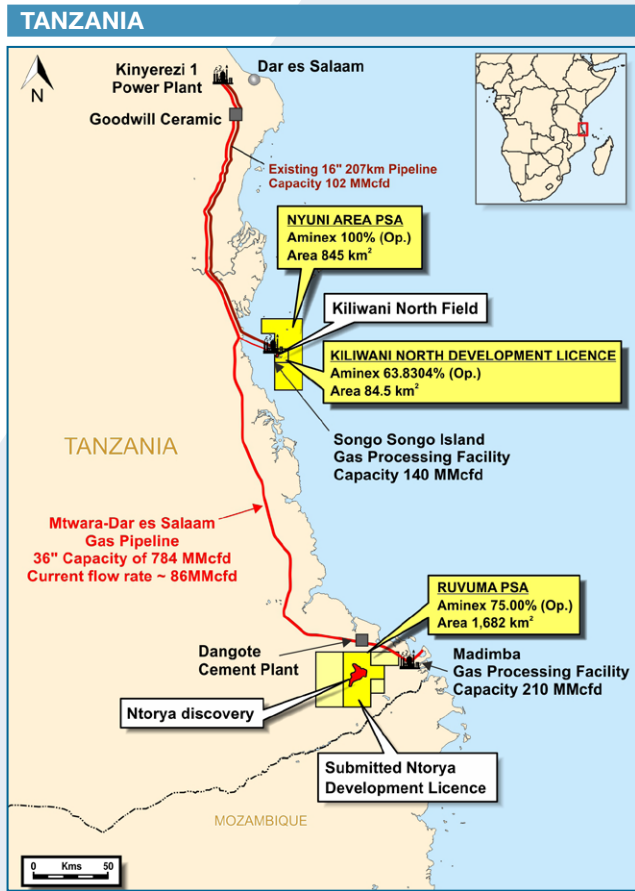 TANZANIA
N
Kinyerezi 1
Power Plant
Dar es Salaam
Goodwill Ceramic
Existing 16" 207km Pipeline
Capacity 102 MMcfd
NYUNI AREA PSA
Aminex 100% (Op.)
Area 845 km²
Kiliwani North Field
KILIWANI NORTH DEVELOPMENT LICENCE
Aminex 63.8304% (Op.)
Area 84.5 km²
TANZANIA
Songo Songo Island
Gas Processing Facility
Capacity 140 MMcfd
Mtwara-Dar es Salaam
Gas Pipeline
36" Capacity of 784 MMcfd
Current flow rate ~ 86MMcfd
RUVUMA PSA
Aminex 75.00% (Op.)
Area 1,682 km²
Dangote
Cement Plant
Madimba
Gas Processing Facility
Capacity 210 MMcfd
Ntorya discovery
Submitted Ntorya
Development Licence
MOZAMBIQUE
0 Kms 50